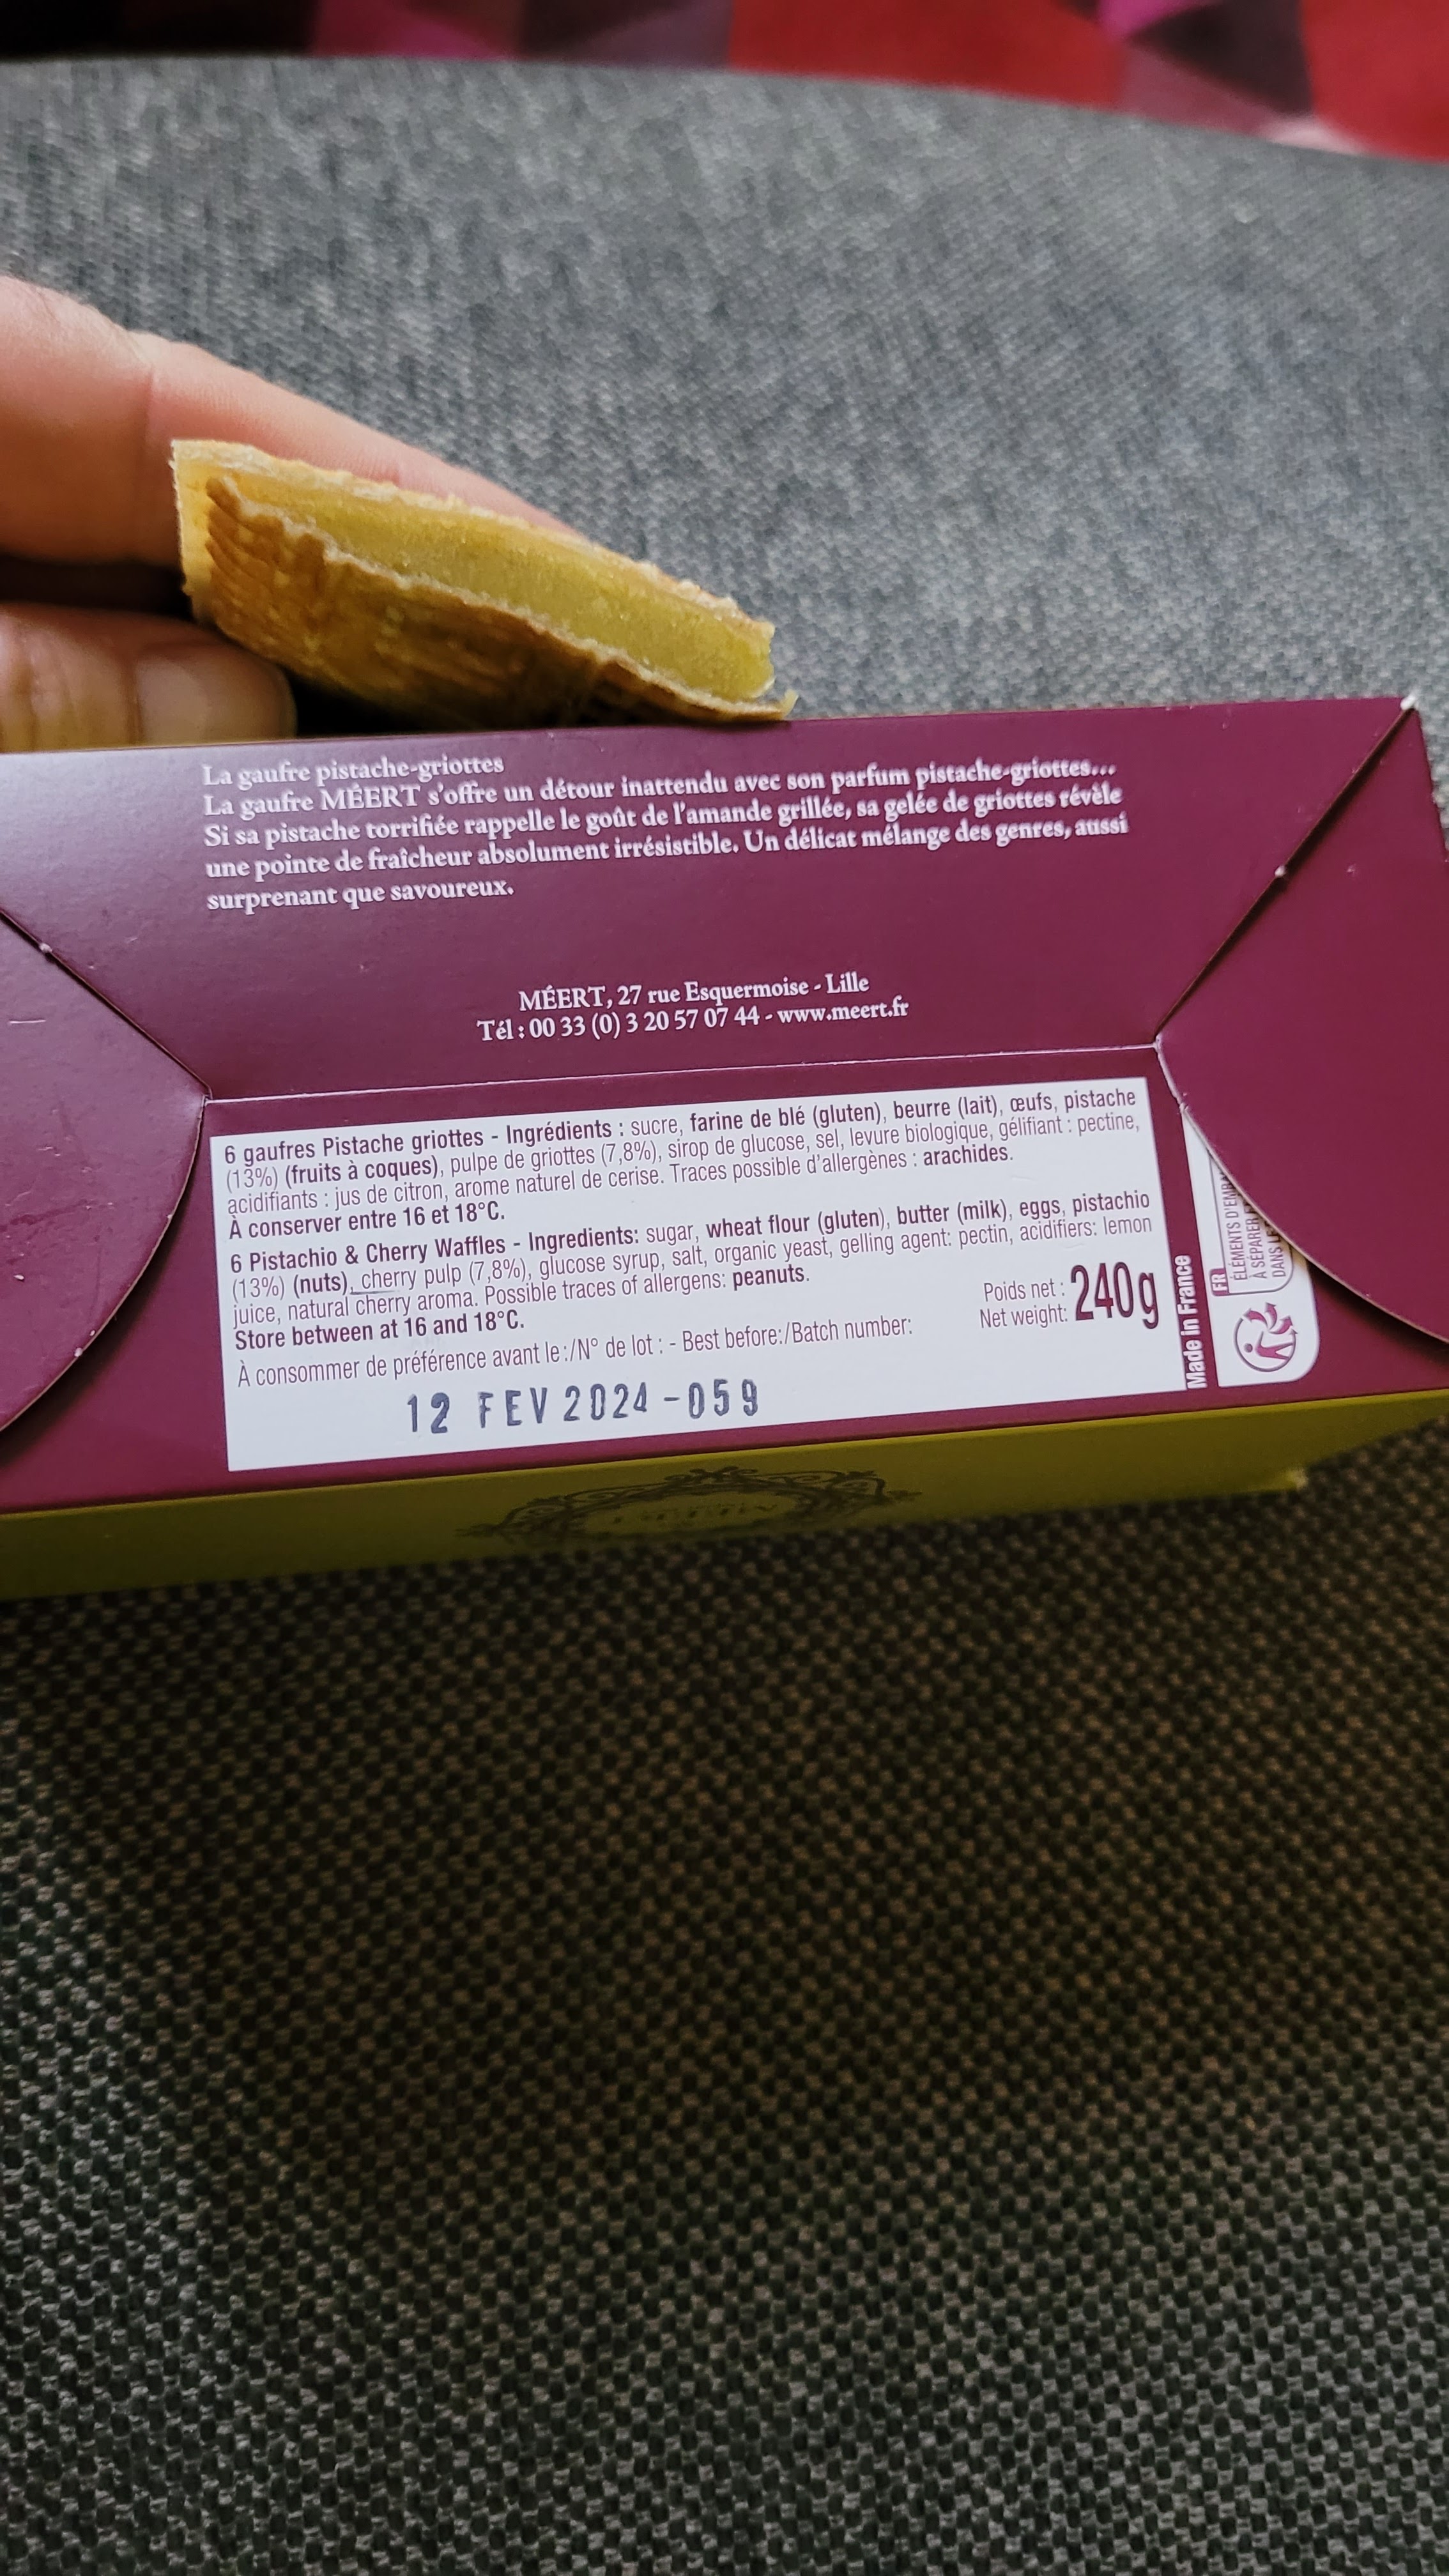 La gaufre pistache-griottes
La gaufre MÉERT s'offre un détour inattendu avec son parfum pistache-griottes...
Si sa pistache torrifiée rappelle le goût de l'amande grillée, sa gelée de griottes révèle
une pointe de fraîcheur absolument irrésistible. Un délicat mélange des genres, aussi
surprenant que savoureux.
MÉERT, 27 rue Esquermoise - Lille
Tél : 00 33 (0) 3 20 57 07 44 - www.meert.fr
6 gaufres Pistache griottes - Ingrédients : sucre, farine de blé (gluten), beurre (lait), œufs, pistache
(13%) (fruits à coques), pulpe de griottes (7,8%), sirop de glucose, sel, levure biologique, gélifiant : pectine,
acidifiants : jus de citron, arome naturel de cerise. Traces possible d'allergènes : arachides.
À conserver entre 16 et 18°C.
6 Pistachio & Cherry Waffles - Ingredients: sugar, wheat flour (gluten), butter (milk), eggs, pistachio
(13%) (nuts), cherry pulp (7,8%), glucose syrup, salt, organic yeast, gelling agent: pectin, acidifiers: lemon
juice, natural cherry aroma. Possible traces of allergens: peanuts.
Store between at 16 and 18°C.
À consommer de préférence avant le :/N° de lot : - Best before:/Batch number:
12 FEV 2024 - 059
Poids net :
Net weight: 240g
Made in France
FR
ÉLÉMENTS D'EMBA
À SÉPARER
DANS